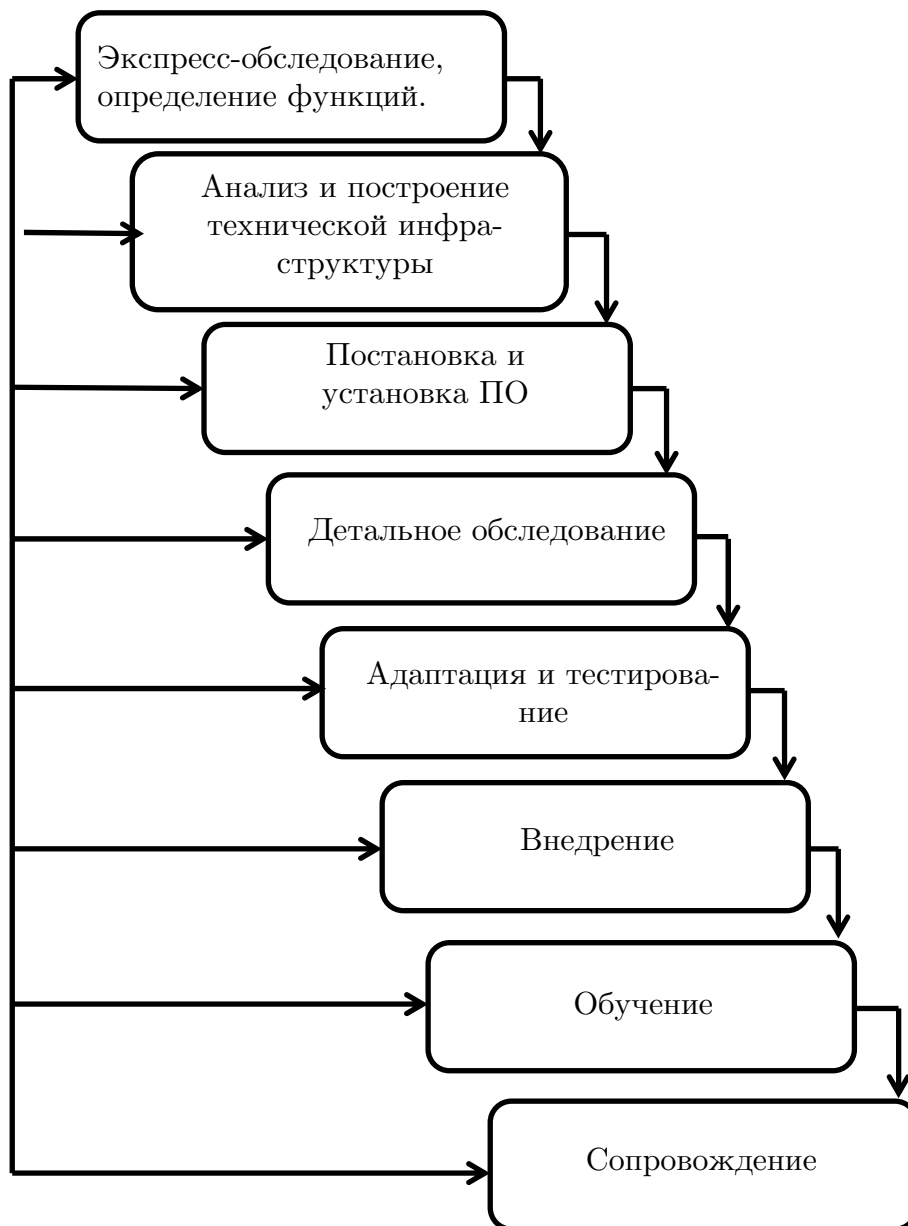 Экспресс-обследование,
определение функций.
Анализ и построение
технической инфра-
структуры
Постановка и
установка ПО
Детальное обследование
Адаптация и тестирова-
ние
Внедрение
Обучение
Сопровождение